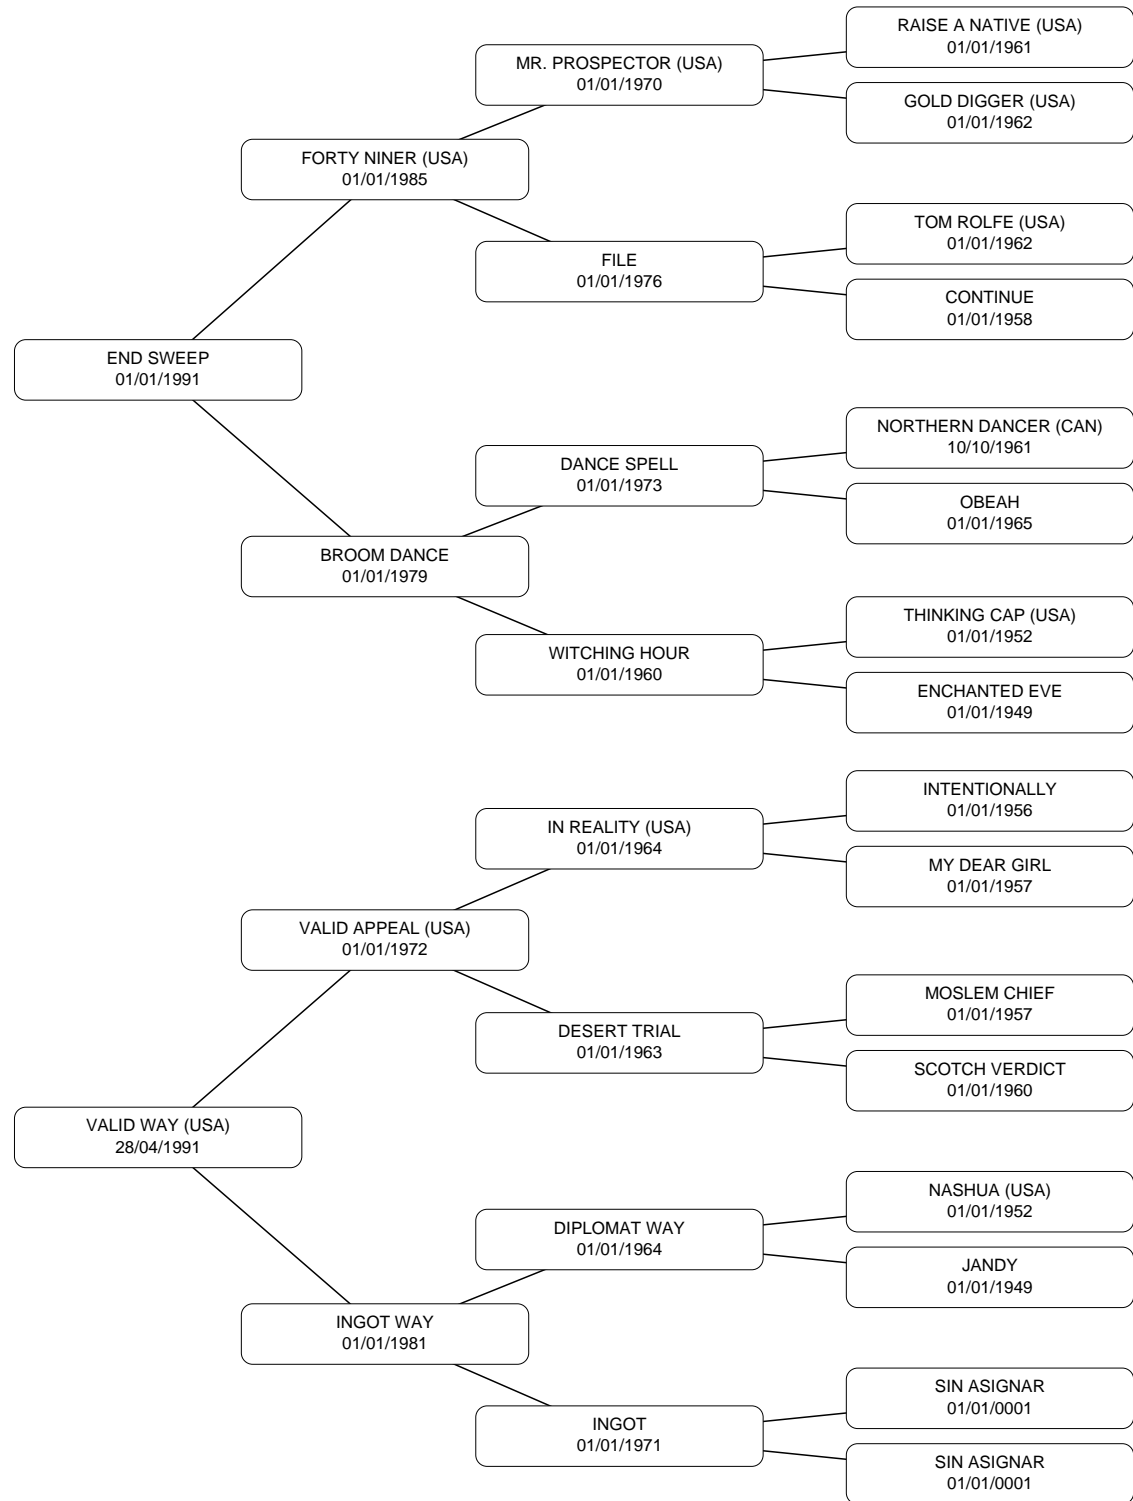 RAISE A NATIVE (USA)
01/01/1961
MR. PROSPECTOR (USA)
01/01/1970
GOLD DIGGER (USA)
01/01/1962
FORTY NINER (USA)
01/01/1985
TOM ROLFE (USA)
01/01/1962
FILE
01/01/1976
CONTINUE
01/01/1958
END SWEEP
01/01/1991
NORTHERN DANCER (CAN)
10/10/1961
DANCE SPELL
01/01/1973
OBEAH
01/01/1965
BROOM DANCE
01/01/1979
THINKING CAP (USA)
01/01/1952
WITCHING HOUR
01/01/1960
ENCHANTED EVE
01/01/1949
INTENTIONALLY
01/01/1956
IN REALITY (USA)
01/01/1964
MY DEAR GIRL
01/01/1957
VALID APPEAL (USA)
01/01/1972
MOSLEM CHIEF
01/01/1957
DESERT TRIAL
01/01/1963
SCOTCH VERDICT
01/01/1960
VALID WAY (USA)
28/04/1991
NASHUA (USA)
01/01/1952
DIPLOMAT WAY
01/01/1964
JANDY
01/01/1949
INGOT WAY
01/01/1981
SIN ASIGNAR
01/01/0001
INGOT
01/01/1971
SIN ASIGNAR
01/01/0001